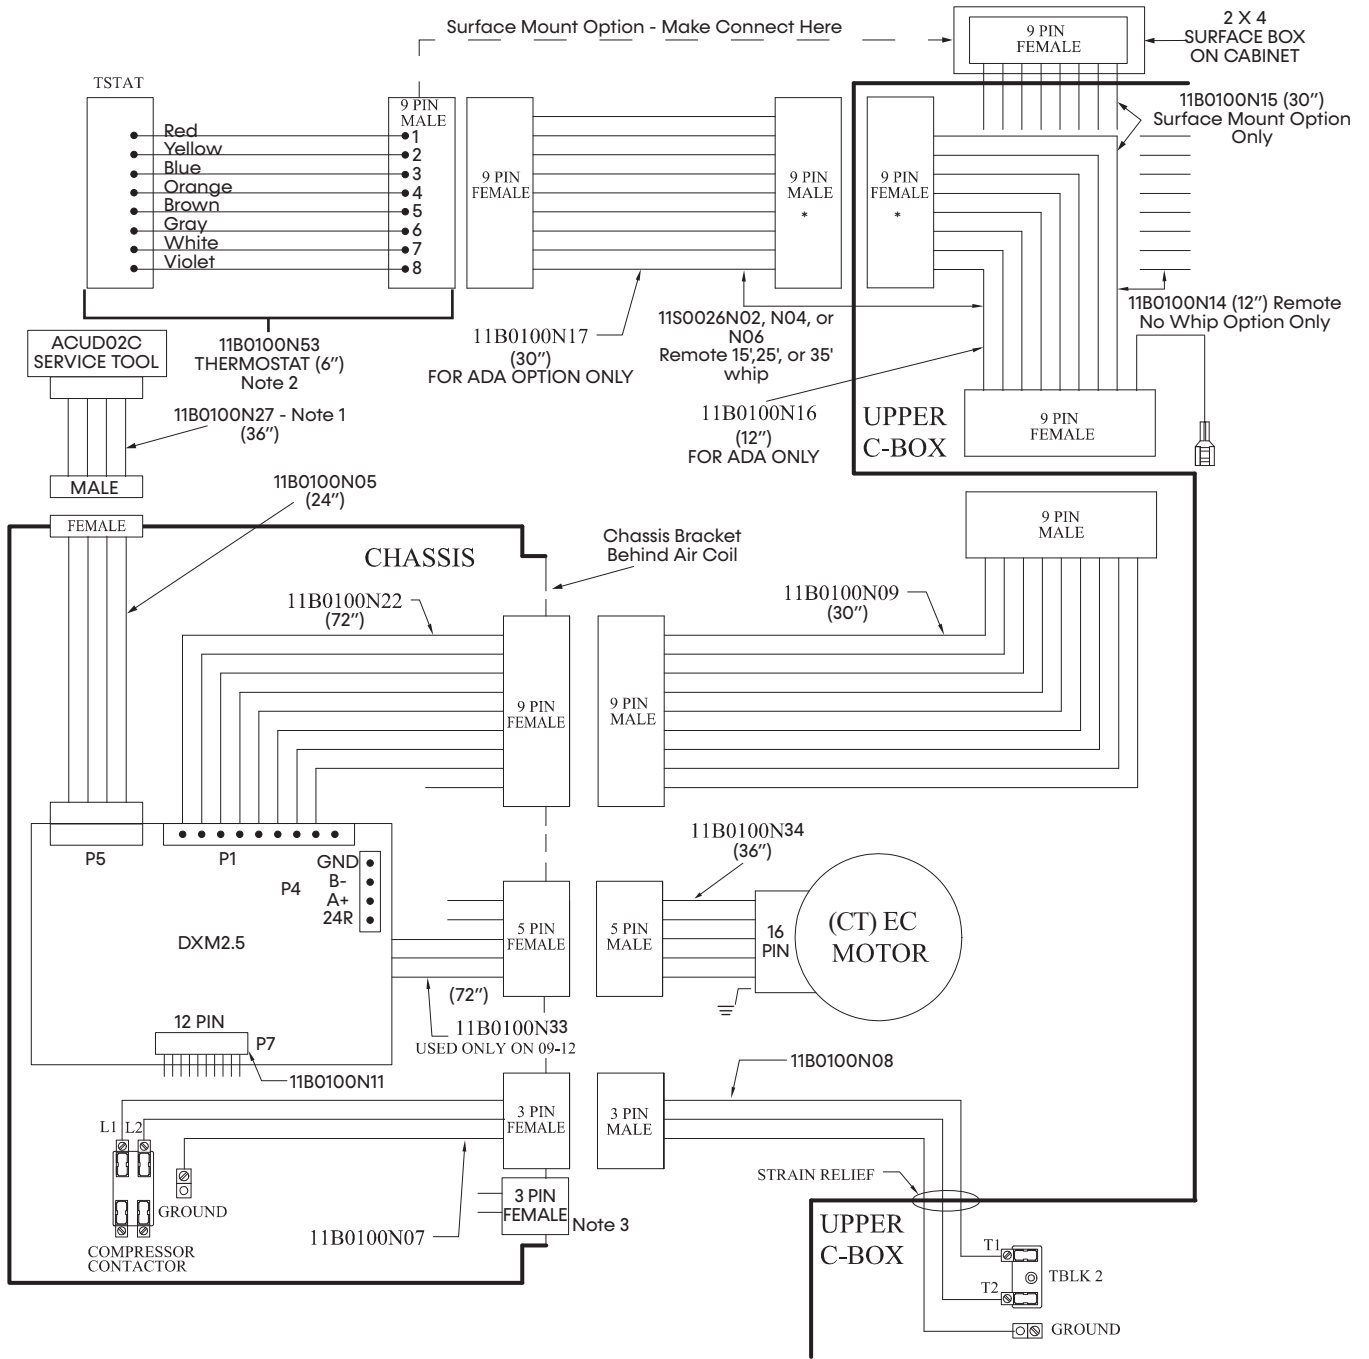 Surface Mount Option - Make Connect Here
9 PIN
FEMALE
2 X 4
SURFACE BOX
ON CABINET
TSTAT
9 PIN
MALE
Red
Yellow
Blue
Orange
Brown
Gray
White
Violet
1
2
3
4
5
6
7
8
9 PIN
FEMALE
9 PIN
MALE
*
9 PIN
FEMALE
*
11B0100N15 (30″)
Surface Mount Option
Only
11B0100N53
THERMOSTAT (6″)
Note 2
11B0100N17
(30″)
FOR ADA OPTION ONLY
11S0026N02, N04, or
N06
Remote 15',25', or 35'
whip
11B0100N14 (12″) Remote
No Whip Option Only
ACUD02C
SERVICE TOOL
11B0100N27 - Note 1
(36″)
11B0100N16
(12″)
FOR ADA ONLY
UPPER
C-BOX
9 PIN
FEMALE
MALE
11B0100N05
(24″)
FEMALE
CHASSIS
Chassis Bracket
Behind Air Coil
9 PIN
MALE
11B0100N22
(72″)
11B0100N09
(30″)
9 PIN
FEMALE
9 PIN
MALE
P5
P1
P4
GND
B-
A+
24R
DXM2.5
12 PIN
P7
11B0100N11
5 PIN
FEMALE
5 PIN
MALE
11B0100N34
(36″)
16
PIN
(CT) EC
MOTOR
(72″)
11B0100N33
USED ONLY ON 09-12
11B0100N08
3 PIN
FEMALE
3 PIN
MALE
L1
L2
GROUND
COMPRESSOR
CONTACTOR
11B0100N07
3 PIN
FEMALE
Note 3
STRAIN RELIEF
UPPER
C-BOX
T1
T2
TBLK 2
GROUND